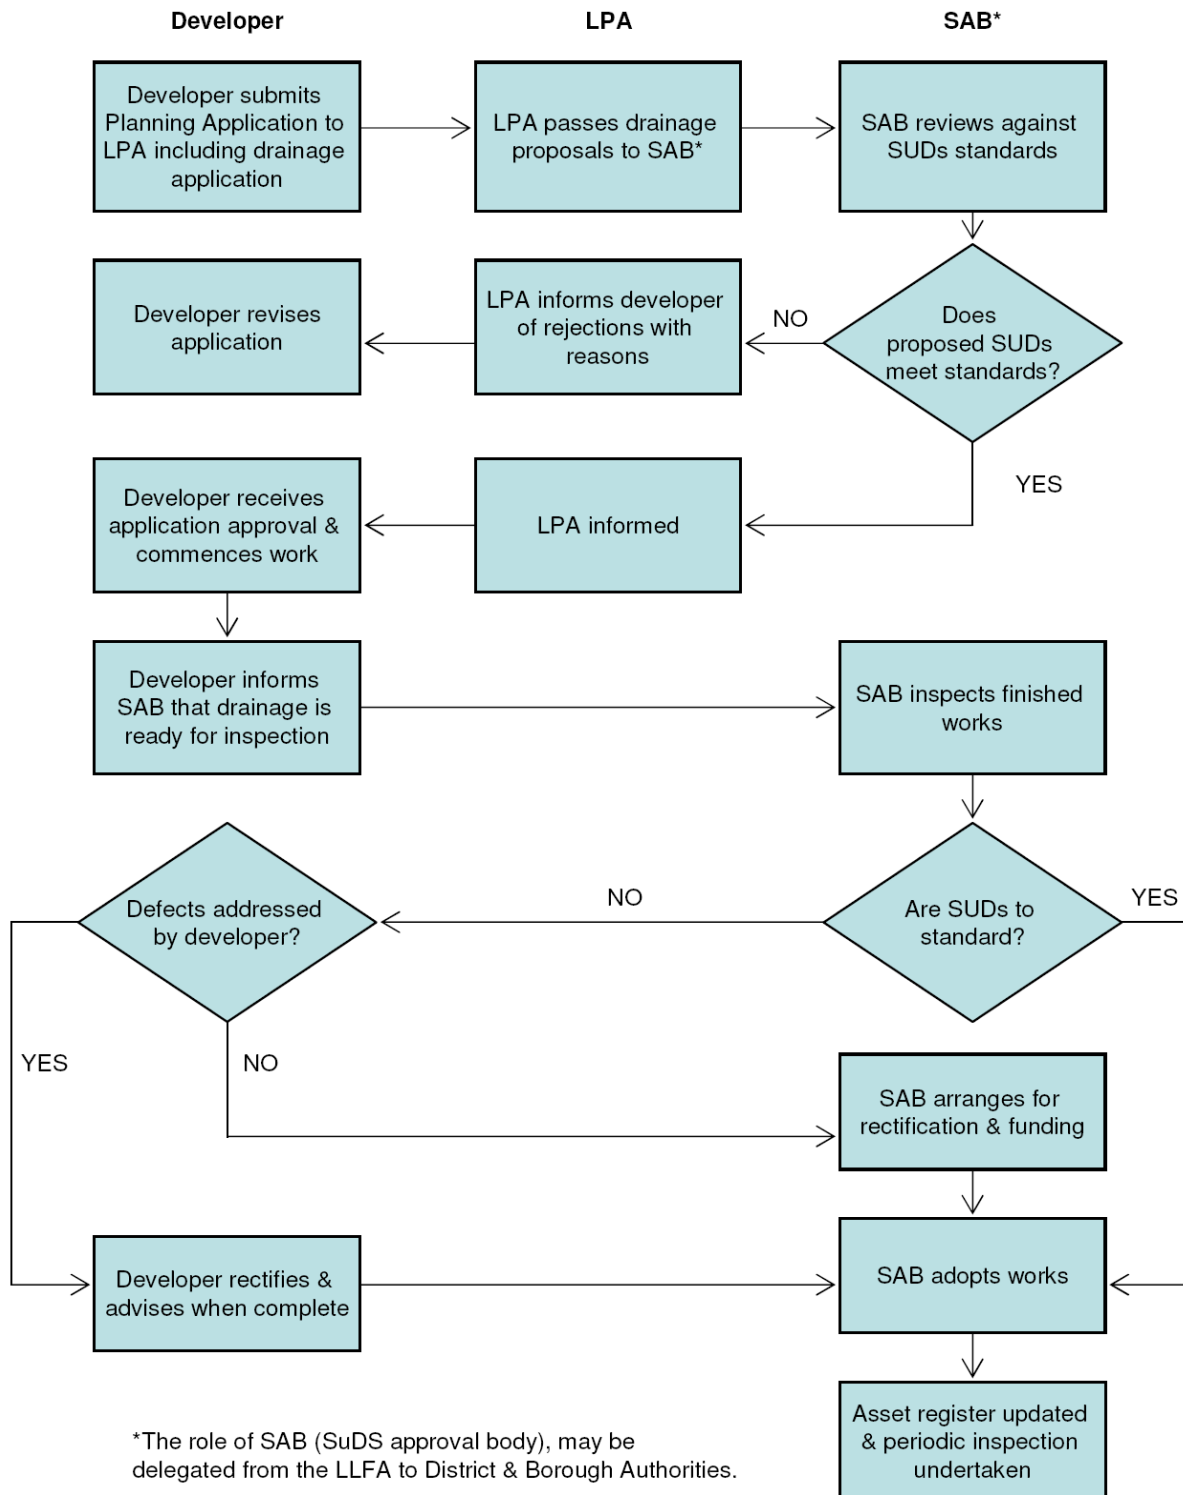 Developer
LPA
SAB*
Developer submits
Planning Application to
LPA including drainage
application
LPA passes drainage
proposals to SAB*
SAB reviews against
SUDs standards
Developer revises
application
LPA informs developer
of rejections with
reasons
NO
Does
proposed SUDs
meet standards?
YES
Developer receives
application approval &
commences work
LPA informed
Developer informs
SAB that drainage is
ready for inspection
SAB inspects finished
works
Defects addressed
by developer?
NO
Are SUDs to
standard?
YES
YES
NO
SAB arranges for
rectification & funding
Developer rectifies &
advises when complete
SAB adopts works
Asset register updated
& periodic inspection
undertaken
*The role of SAB (SuDS approval body), may be
delegated from the LLFA to District & Borough Authorities.